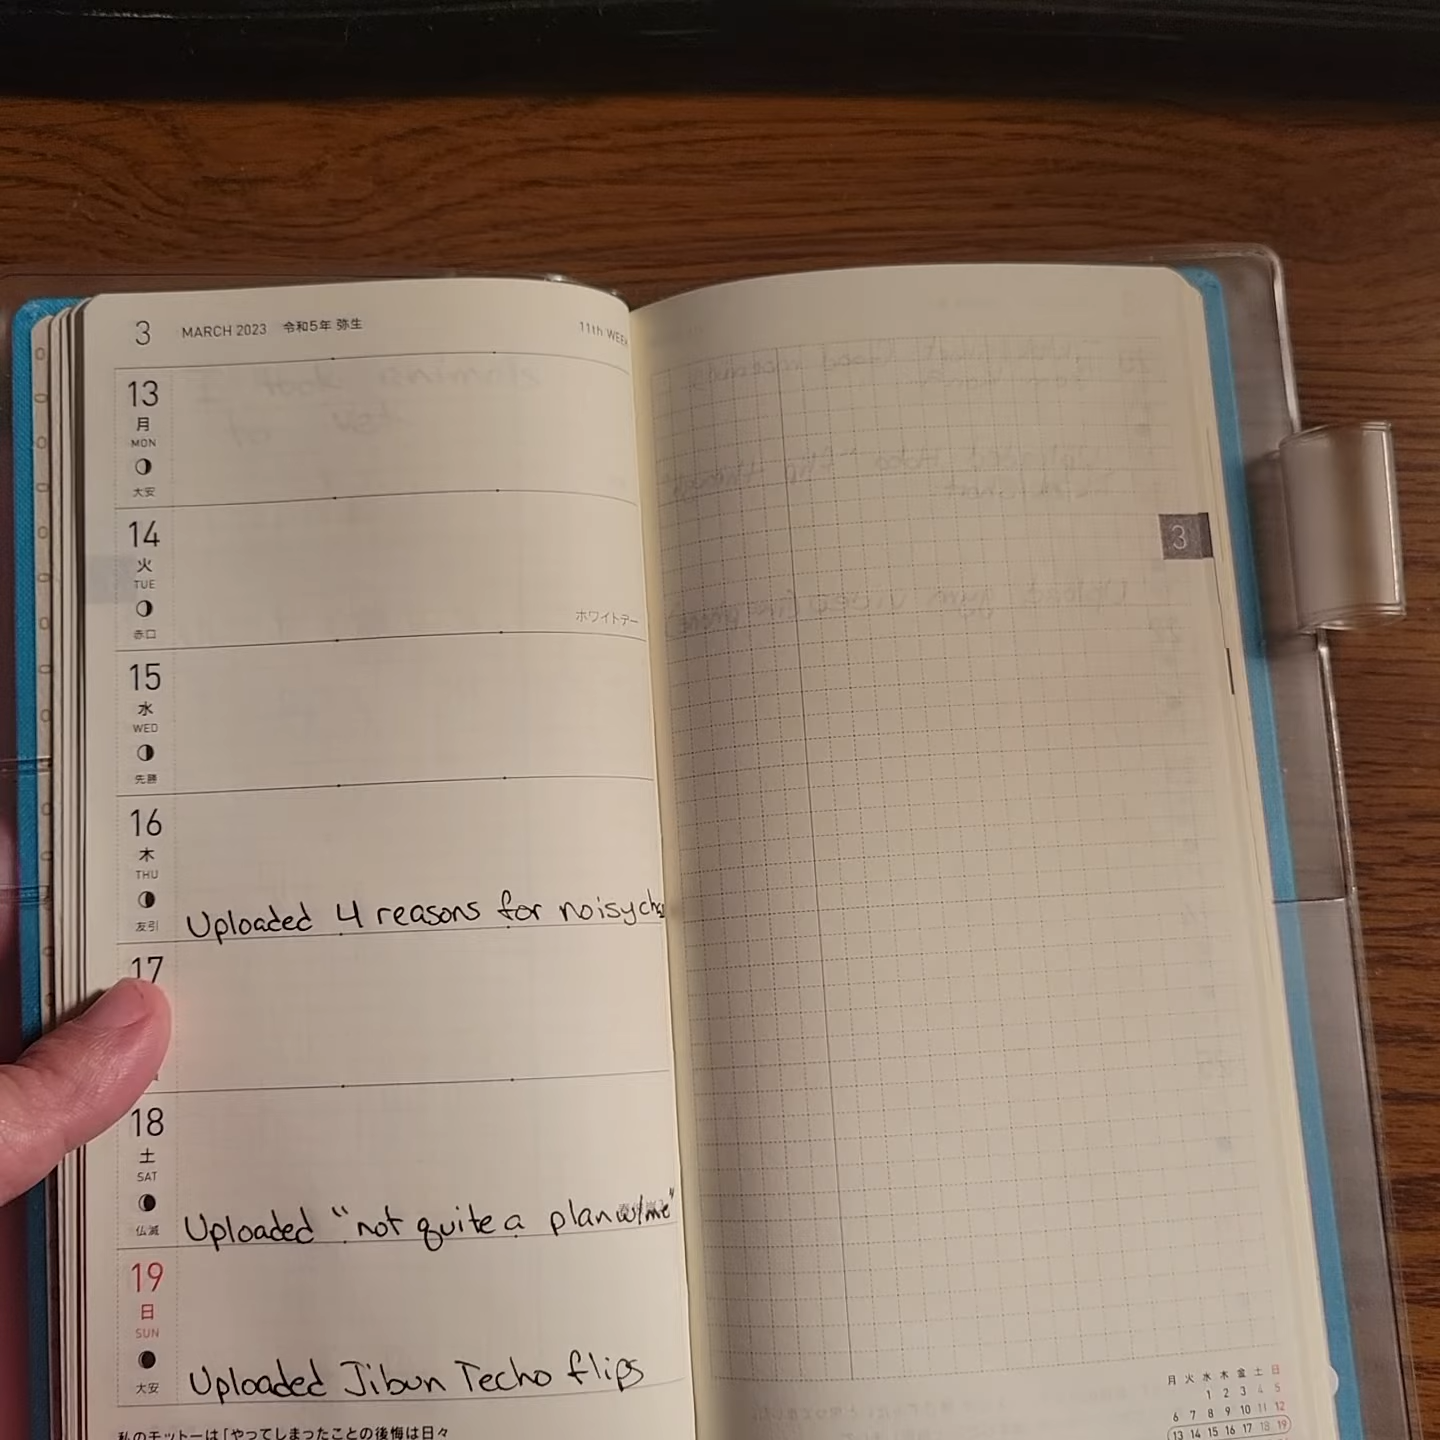 3 MARCH 2023 令和5年 弥生 11th WEEK
13
月
MON
大安
14
火
TUE
赤口
ホワイトデー
15
水
WED
先勝
16
木
THU
友引
Uploaded 4 reasons for
17
18
土
SAT
仏滅
Uploaded "not quite a plan w/me"
19
日
SUN
大安
Uploaded Jibun Techo flips
私のモットーは「やってしまったことの後悔は日々
3
月 火 水 木 金 土 日
1 2 3 4 5
6 7 8 9 10 11 12
13 14 15 16 17 18 19